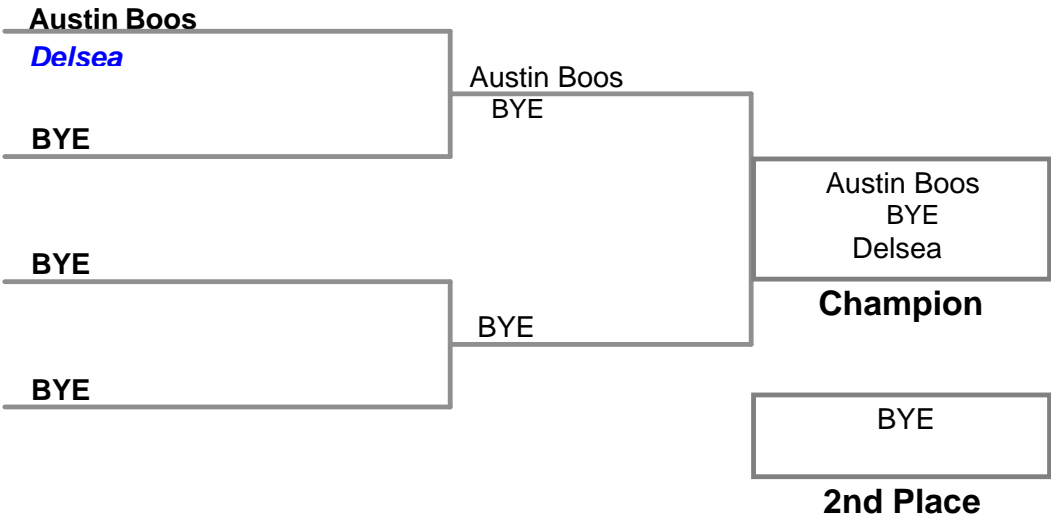 Austin Boos
Delsea
BYE
BYE
BYE
Austin Boos
BYE
BYE
Austin Boos
BYE
Delsea
Champion
BYE
2nd Place